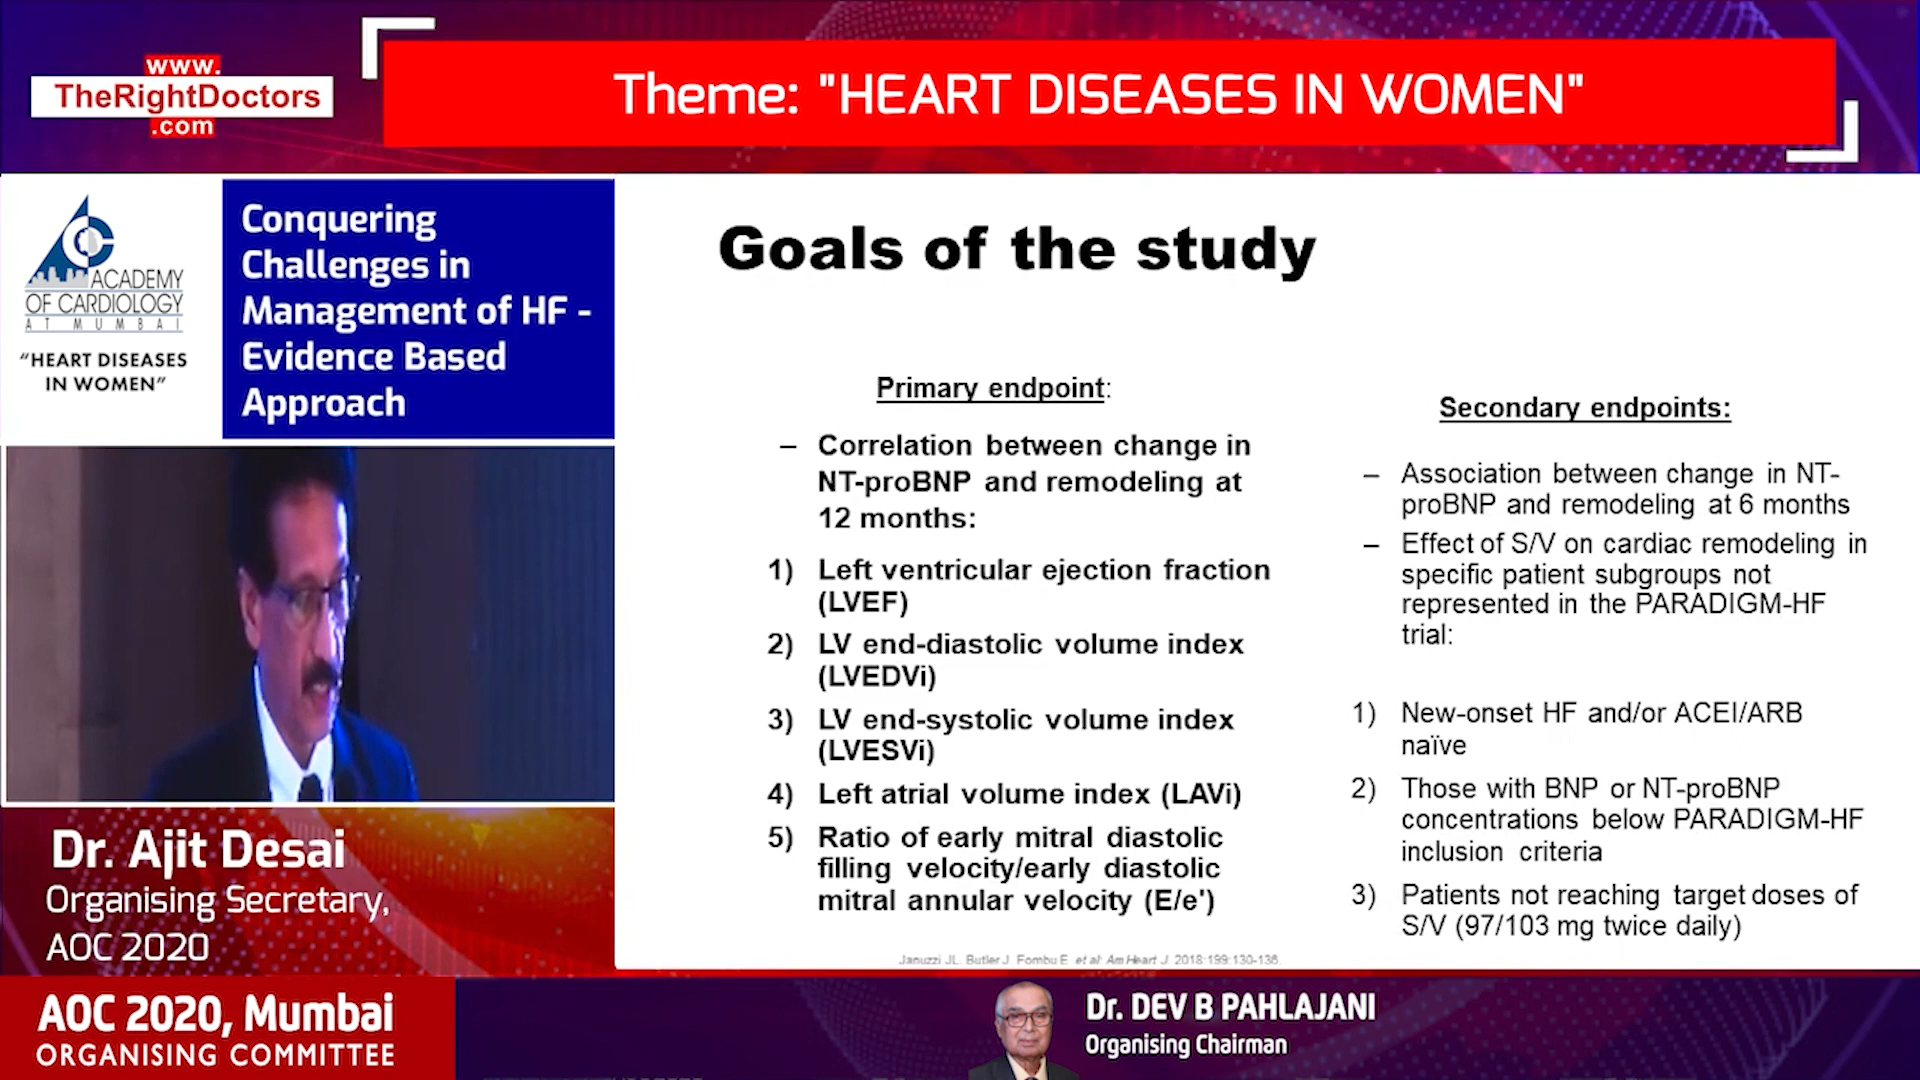 www.
TheRightDoctors
.com
Theme: "HEART DISEASES IN WOMEN"
ACADEMY
OF CARDIOLOGY
AT MUMBAI
“HEART DISEASES
IN WOMEN”
Conquering
Challenges in
Management of HF -
Evidence Based
Approach
Dr. Ajit Desai
Organising Secretary,
AOC 2020
Goals of the study
Primary endpoint:
– Correlation between change in
NT-proBNP and remodeling at
12 months:
1) Left ventricular ejection fraction
(LVEF)
2) LV end-diastolic volume index
(LVEDVi)
3) LV end-systolic volume index
(LVESVi)
4) Left atrial volume index (LAVi)
5) Ratio of early mitral diastolic
filling velocity/early diastolic
mitral annular velocity (E/e')
Secondary endpoints:
– Association between change in NT-
proBNP and remodeling at 6 months
– Effect of S/V on cardiac remodeling in
specific patient subgroups not
represented in the PARADIGM-HF
trial:
1) New-onset HF and/or ACEI/ARB
naïve
2) Those with BNP or NT-proBNP
concentrations below PARADIGM-HF
inclusion criteria
3) Patients not reaching target doses of
S/V (97/103 mg twice daily)
Januzzi JL. Butler J. Fombu E. et al: Am Heart J. 2018:199:130-136.
AOC 2020, Mumbai
ORGANISING COMMITTEE
Dr. DEV B PAHLAJANI
Organising Chairman